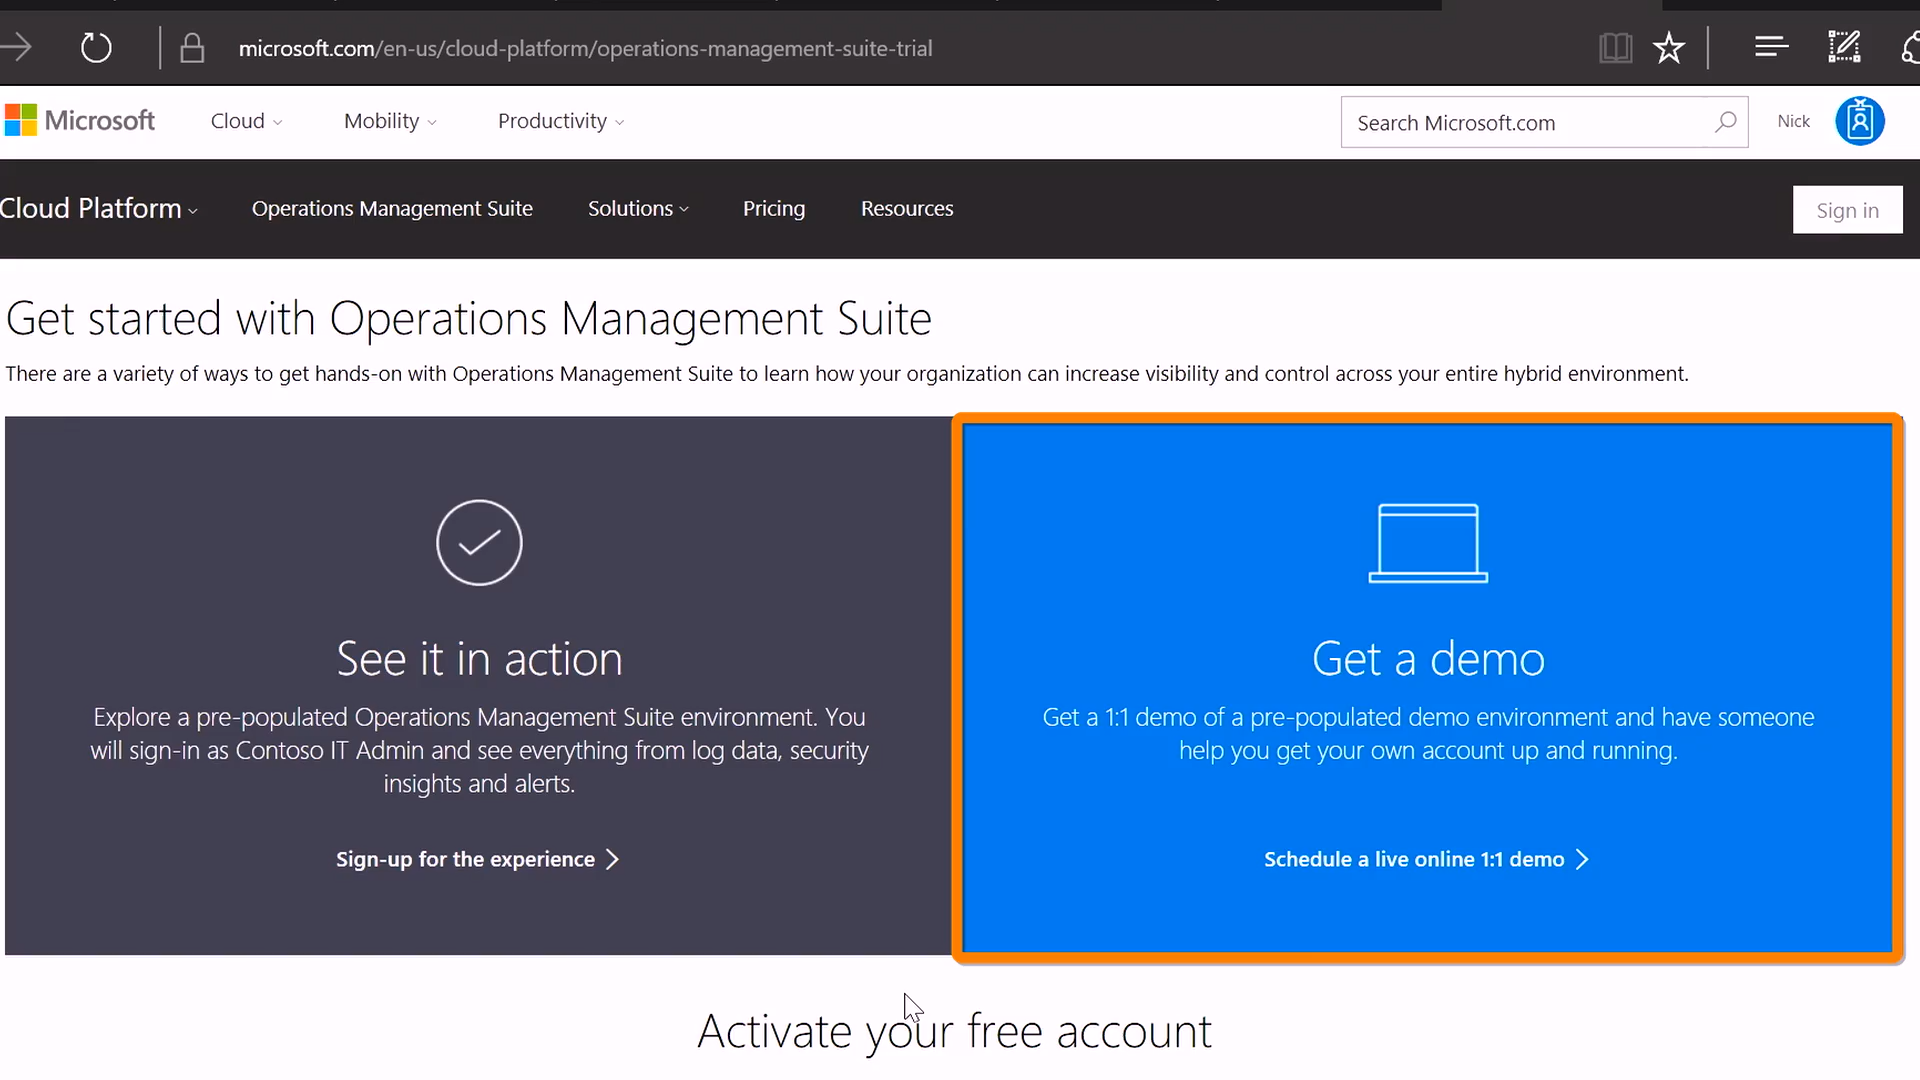 microsoft.com/en-us/cloud-platform/operations-management-suite-trial
Microsoft Cloud Mobility Productivity Search Microsoft.com Nick
Cloud Platform Operations Management Suite Solutions Pricing Resources Sign in
Get started with Operations Management Suite
There are a variety of ways to get hands-on with Operations Management Suite to learn how your organization can increase visibility and control across your entire hybrid environment.
See it in action
Explore a pre-populated Operations Management Suite environment. You
will sign-in as Contoso IT Admin and see everything from log data, security
insights and alerts.
Sign-up for the experience
Get a demo
Get a 1:1 demo of a pre-populated demo environment and have someone
help you get your own account up and running.
Schedule a live online 1:1 demo
Activate your free account